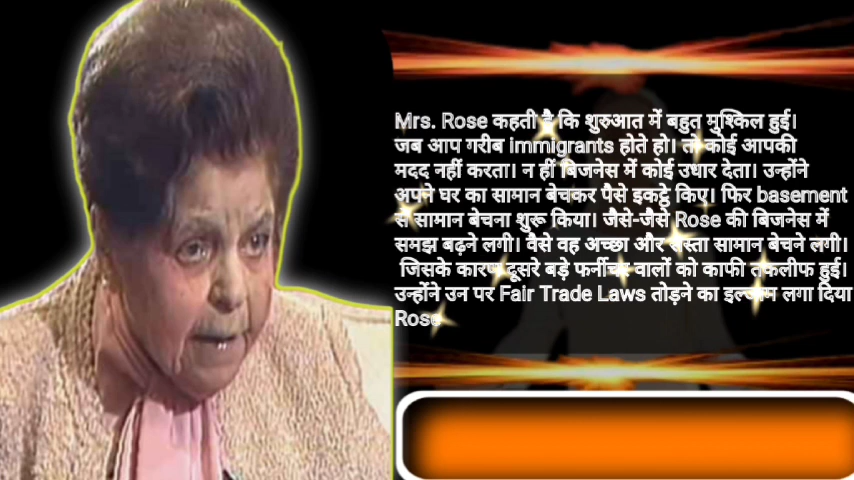 Mrs. Rose कहती है कि शुरुआत में बहुत मुश्किल हुई।
जब आप गरीब immigrants होते हो। तो कोई आपकी
मदद नहीं करता। न हीं बिजनेस में कोई उधार देता। उन्होंने
अपने घर का सामान बेचकर पैसे इकट्ठे किए। फिर basement
से सामान बेचना शुरू किया। जैसे-जैसे Rose की बिजनेस में
समझ बढ़ने लगी। वैसे वह अच्छा और सस्ता सामान बेचने लगी।
जिसके कारण दूसरे बड़े फर्नीचर वालों को काफी तकलीफ हुई।
उन्होंने उन पर Fair Trade Laws तोड़ने का इल्जाम लगा दिया
Rose